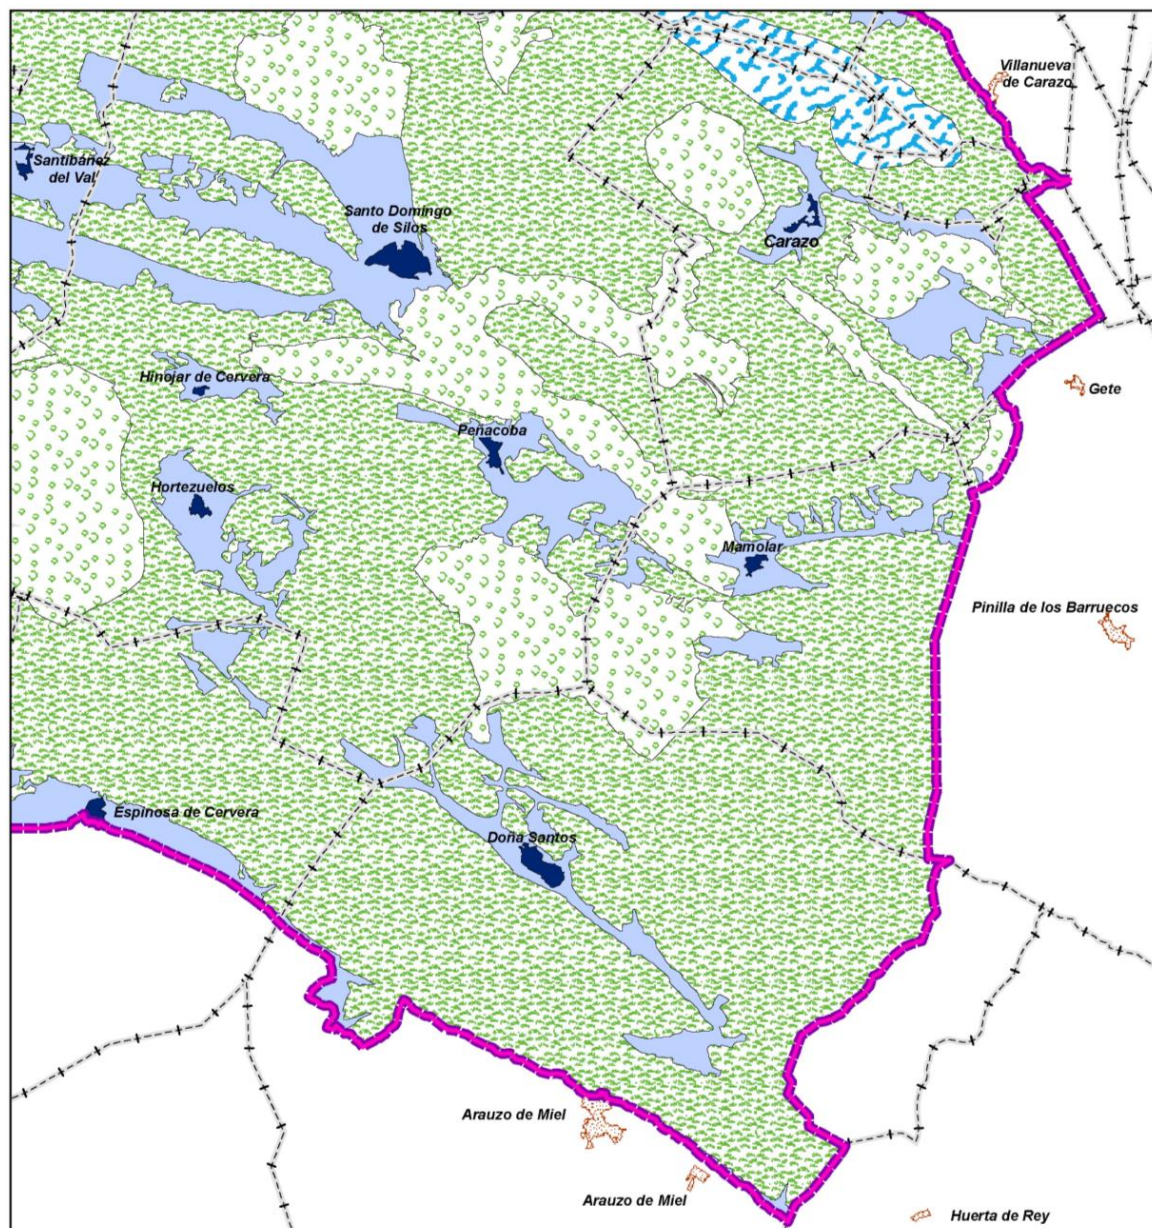 Villanueva
de Carazo
Santibáñez
del Val
Santo Domingo
de Silos
Carazo
Hinojar de Cervera
Gete
Peñacoba
Hortezuelos
Mamolar
Pinilla de los Barruecos
Espinosa de Cervera
Doña Santos
Arauzo de Miel
Arauzo de Miel
Huerta de Rey